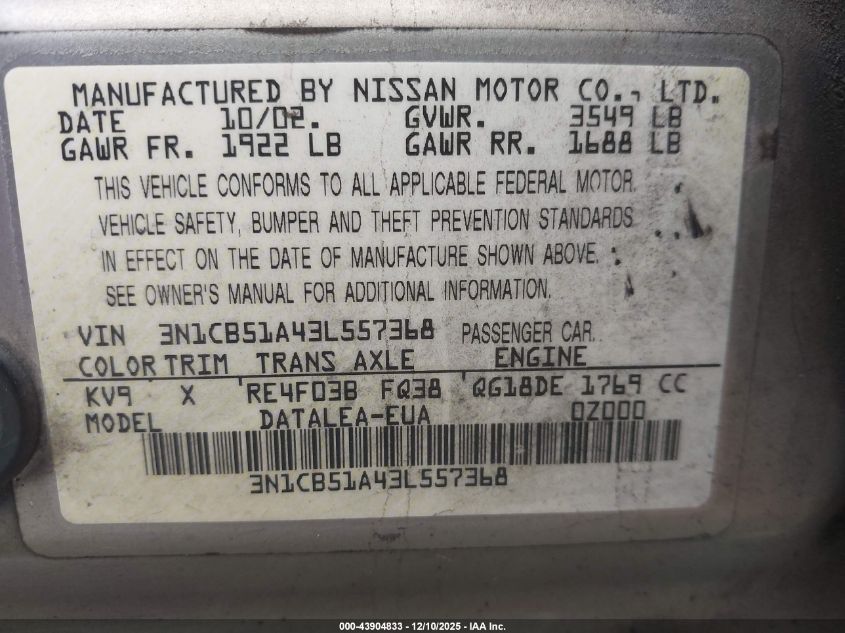 MANUFACTURED BY NISSAN MOTOR CO., LTD.
DATE 10/02. GVWR. 3549 LB
GAWR FR. 1922 LB GAWR RR. 1688 LB
THIS VEHICLE CONFORMS TO ALL APPLICABLE FEDERAL MOTOR
VEHICLE SAFETY, BUMPER AND THEFT PREVENTION STANDARDS
IN EFFECT ON THE DATE OF MANUFACTURE SHOWN ABOVE.
SEE OWNER'S MANUAL FOR ADDITIONAL INFORMATION.
VIN 3N1CB51A43L557368 PASSENGER CAR.
COLOR TRIM TRANS AXLE ENGINE
KV9 X RE4F03B FQ38 QG18DE 1769 CC
MODEL DATALEA-EUA 0Z000
3N1CB51A43L557368
000-43904833 - 12/10/2025 - IAA Inc.